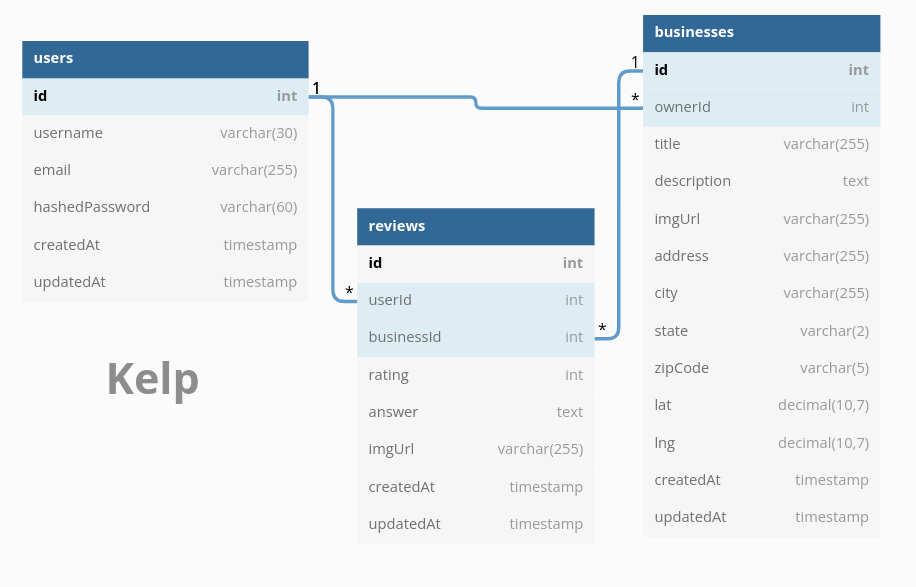 users
id int
username varchar(30)
email varchar(255)
hashedPassword varchar(60)
createdAt timestamp
updatedAt timestamp
1
*
Kelp
reviews
id int
userId int
businessId int
rating int
answer text
imgUrl varchar(255)
createdAt timestamp
updatedAt timestamp
*
1
*
businesses
id int
ownerId int
title varchar(255)
description text
imgUrl varchar(255)
address varchar(255)
city varchar(255)
state varchar(2)
zipCode varchar(5)
lat decimal(10,7)
lng decimal(10,7)
createdAt timestamp
updatedAt timestamp